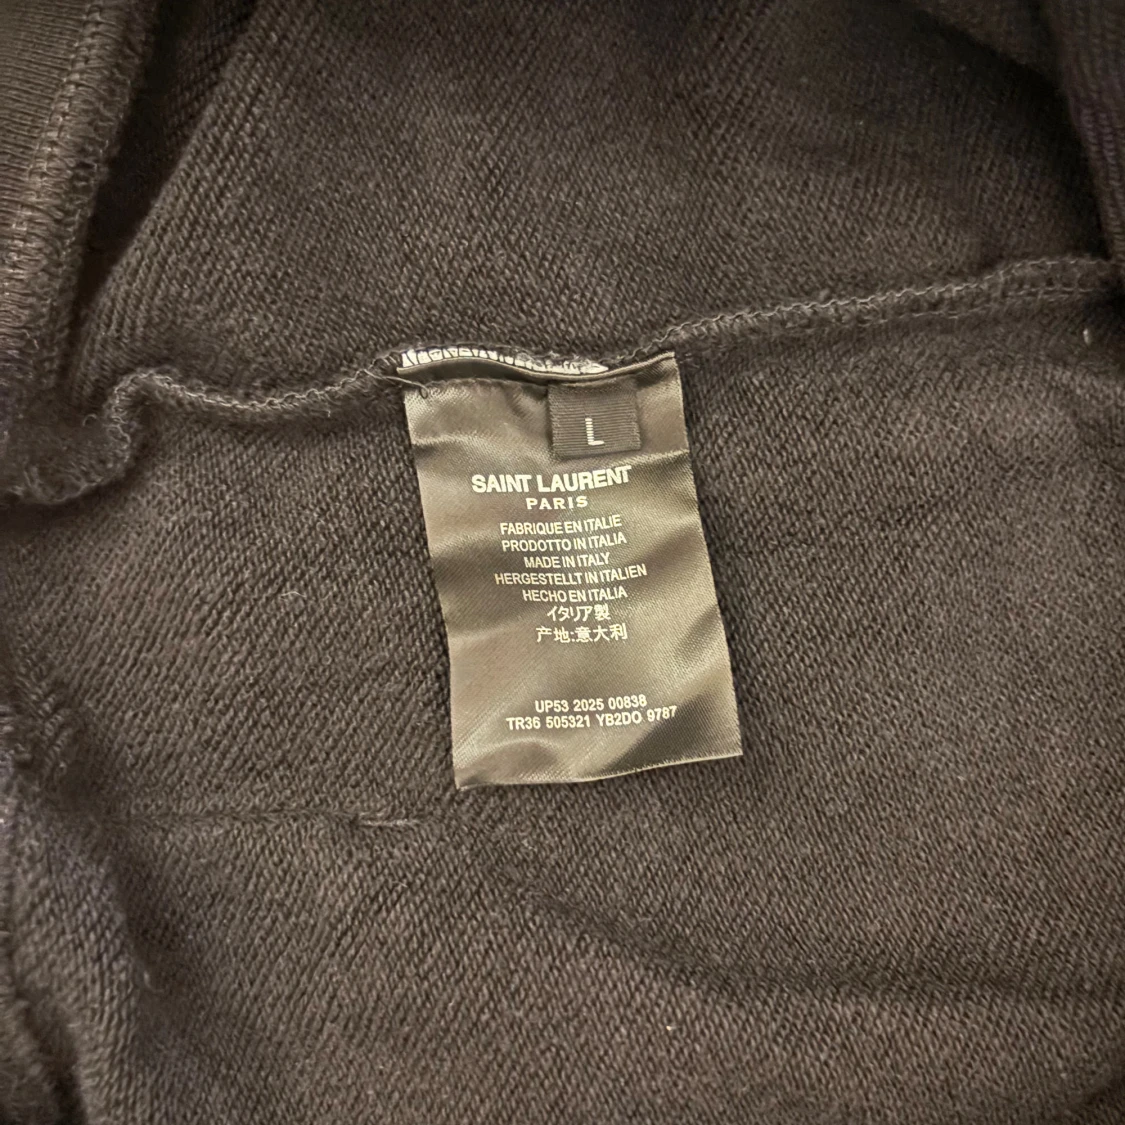 L
SAINT LAURENT
PARIS
FABRIQUE EN ITALIE
PRODOTTO IN ITALIA
MADE IN ITALY
HERGESTELLT IN ITALIEN
HECHO EN ITALIA
イタリア製
产地:意大利
UP53 2025 00838
TR36 505321 YB2DO 9787